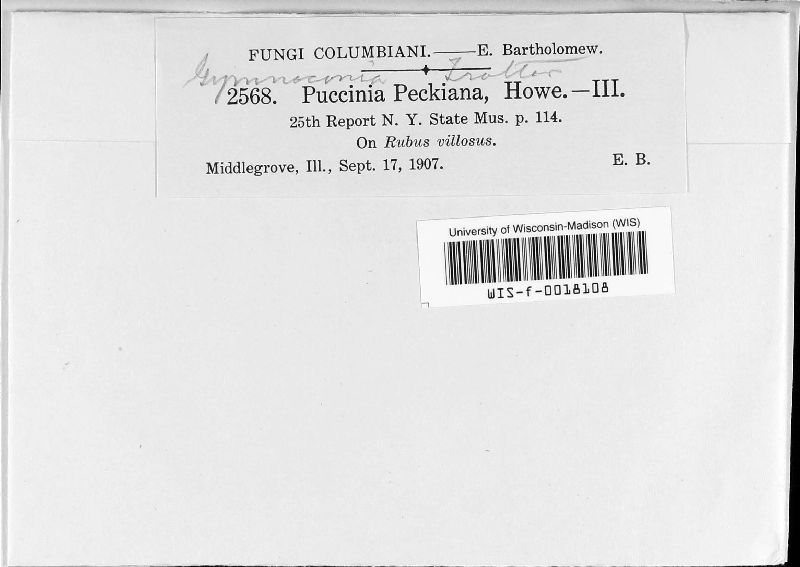 FUNGI COLUMBIANI.——E. Bartholomew.
Gymnoconia Trotter
2568. Puccinia Peckiana, Howe.—III.
25th Report N. Y. State Mus. p. 114.
On Rubus villosus.
Middlegrove, Ill., Sept. 17, 1907. E. B.
University of Wisconsin-Madison (WIS)
WIS-f-0018108